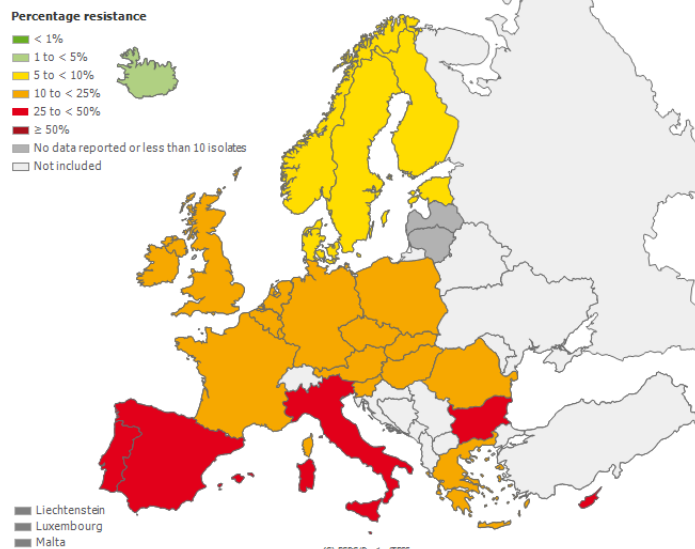 Percentage resistance
< 1%
1 to < 5%
5 to < 10%
10 to < 25%
25 to < 50%
≥ 50%
No data reported or less than 10 isolates
Not included
Liechtenstein
Luxembourg
Malta